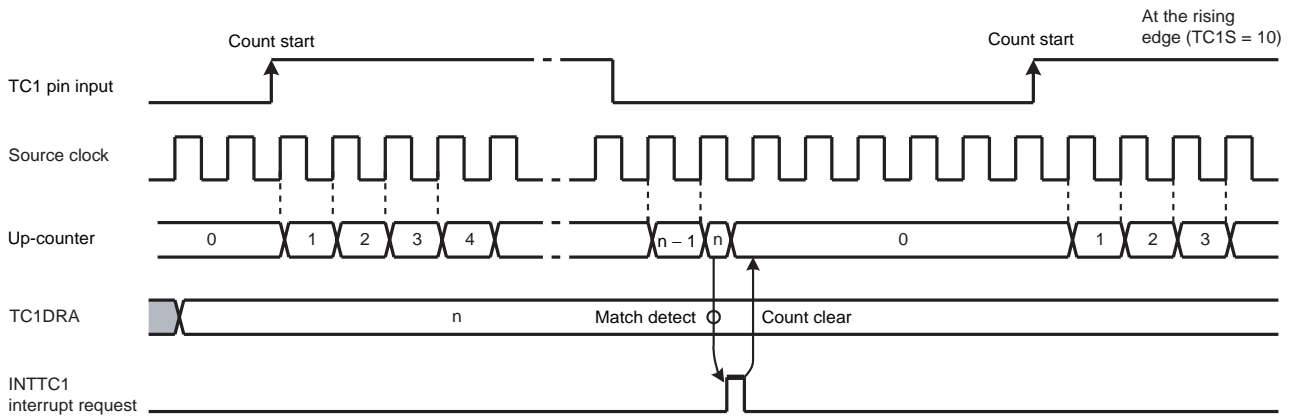 At the rising
edge (TC1S = 10)
Count start
Count start
TC1 pin input
Source clock
Up-counter
0
1
2
3
4
n – 1
n
0
1
2
3
TC1DRA
n
Match detect
Count clear
INTTC1
interrupt request